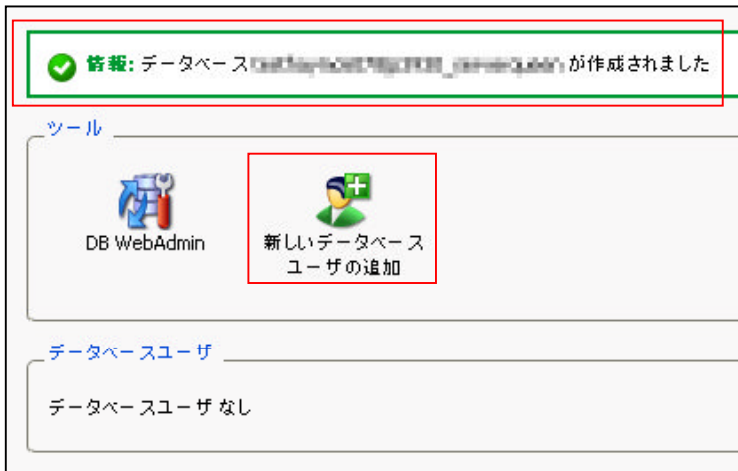 情報: データベース が作成されました
ツール
DB WebAdmin
新しいデータベース
ユーザの追加
データベースユーザ
データベースユーザ なし